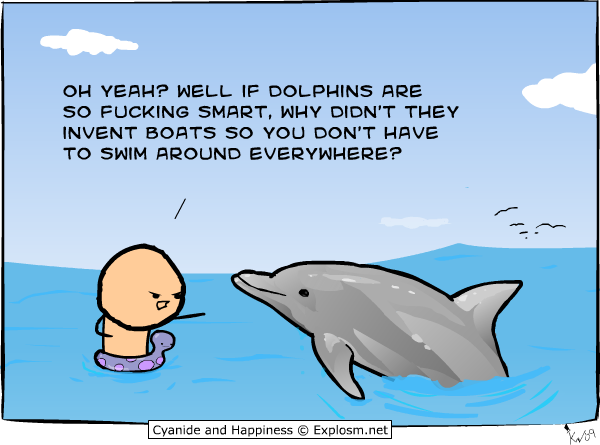 OH YEAH? WELL IF DOLPHINS ARE
SO FUCKING SMART, WHY DIDN'T THEY
INVENT BOATS SO YOU DON'T HAVE
TO SWIM AROUND EVERYWHERE?
Cyanide and Happiness © Explosm.net